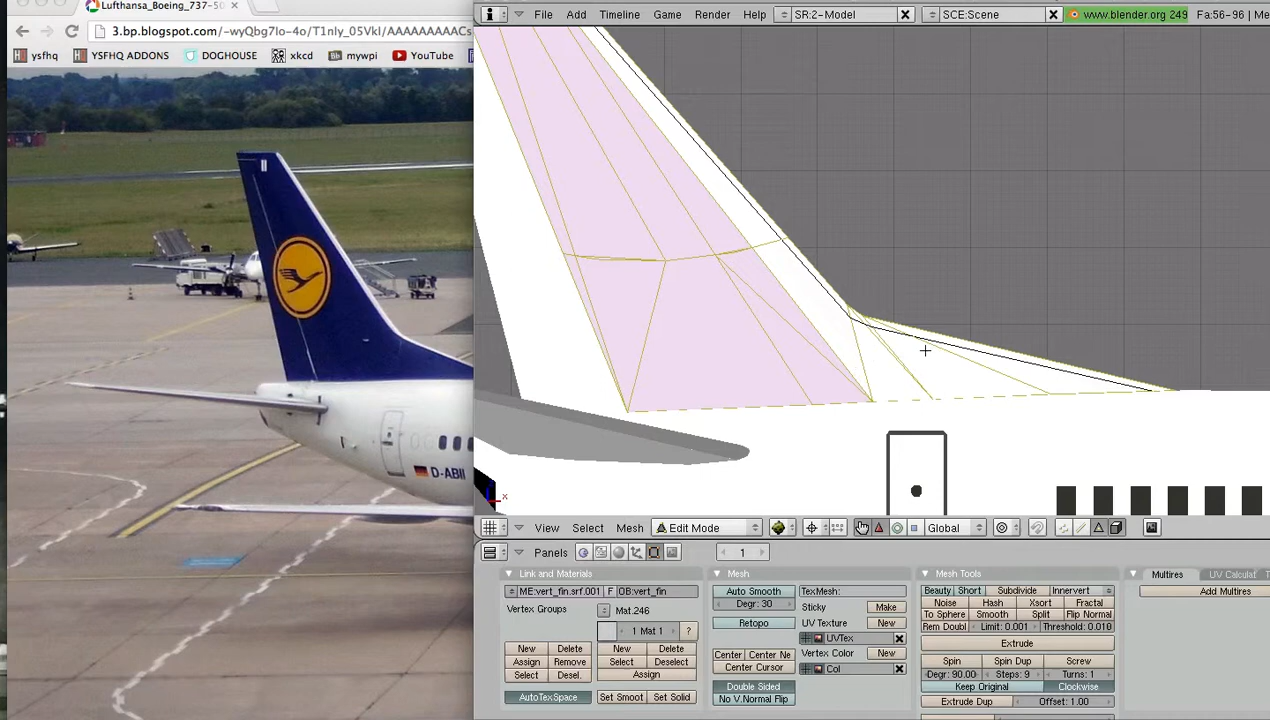 Lufthansa_Boeing_737-50
3.bp.blogspot.com/-wyQbg7Io-4o/T1nly_05VkI/AAAAAAAACs
ysfhq YSFHQ ADDONS DOGHOUSE xkcd mywpi YouTube
D-ABII
File Add Timeline Game Render Help SR:2-Model SCE:Scene www.blender.org 249 Fa:56-96 | Me
x
View Select Mesh Edit Mode Global
Panels 1
Link and Materials
ME:vert_fin.srf.001 F OB:vert_fin
Vertex Groups
Mat.246
1 Mat 1 ?
New Delete New Delete
Assign Remove Select Deselect
Select Desel. Assign
AutoTexSpace Set Smoot Set Solid
Mesh
Auto Smooth TexMesh:
Degr: 30 Sticky Make
Retopo UV Texture New
UVTex
Vertex Color New
Center Center Ne Col
Center Cursor
Double Sided
No V.Normal Flip
Mesh Tools
Beauty Short Subdivide Innervert
Noise Hash Xsort Fractal
To Sphere Smooth Split Flip Normal
Rem Doubl Limit: 0.001 Threshold: 0.010
Extrude
Spin Spin Dup Screw
Degr: 90.00 Steps: 9 Turns: 1
Keep Original Clockwise
Extrude Dup Offset: 1.00
Multires UV Calculat T
Add Multires